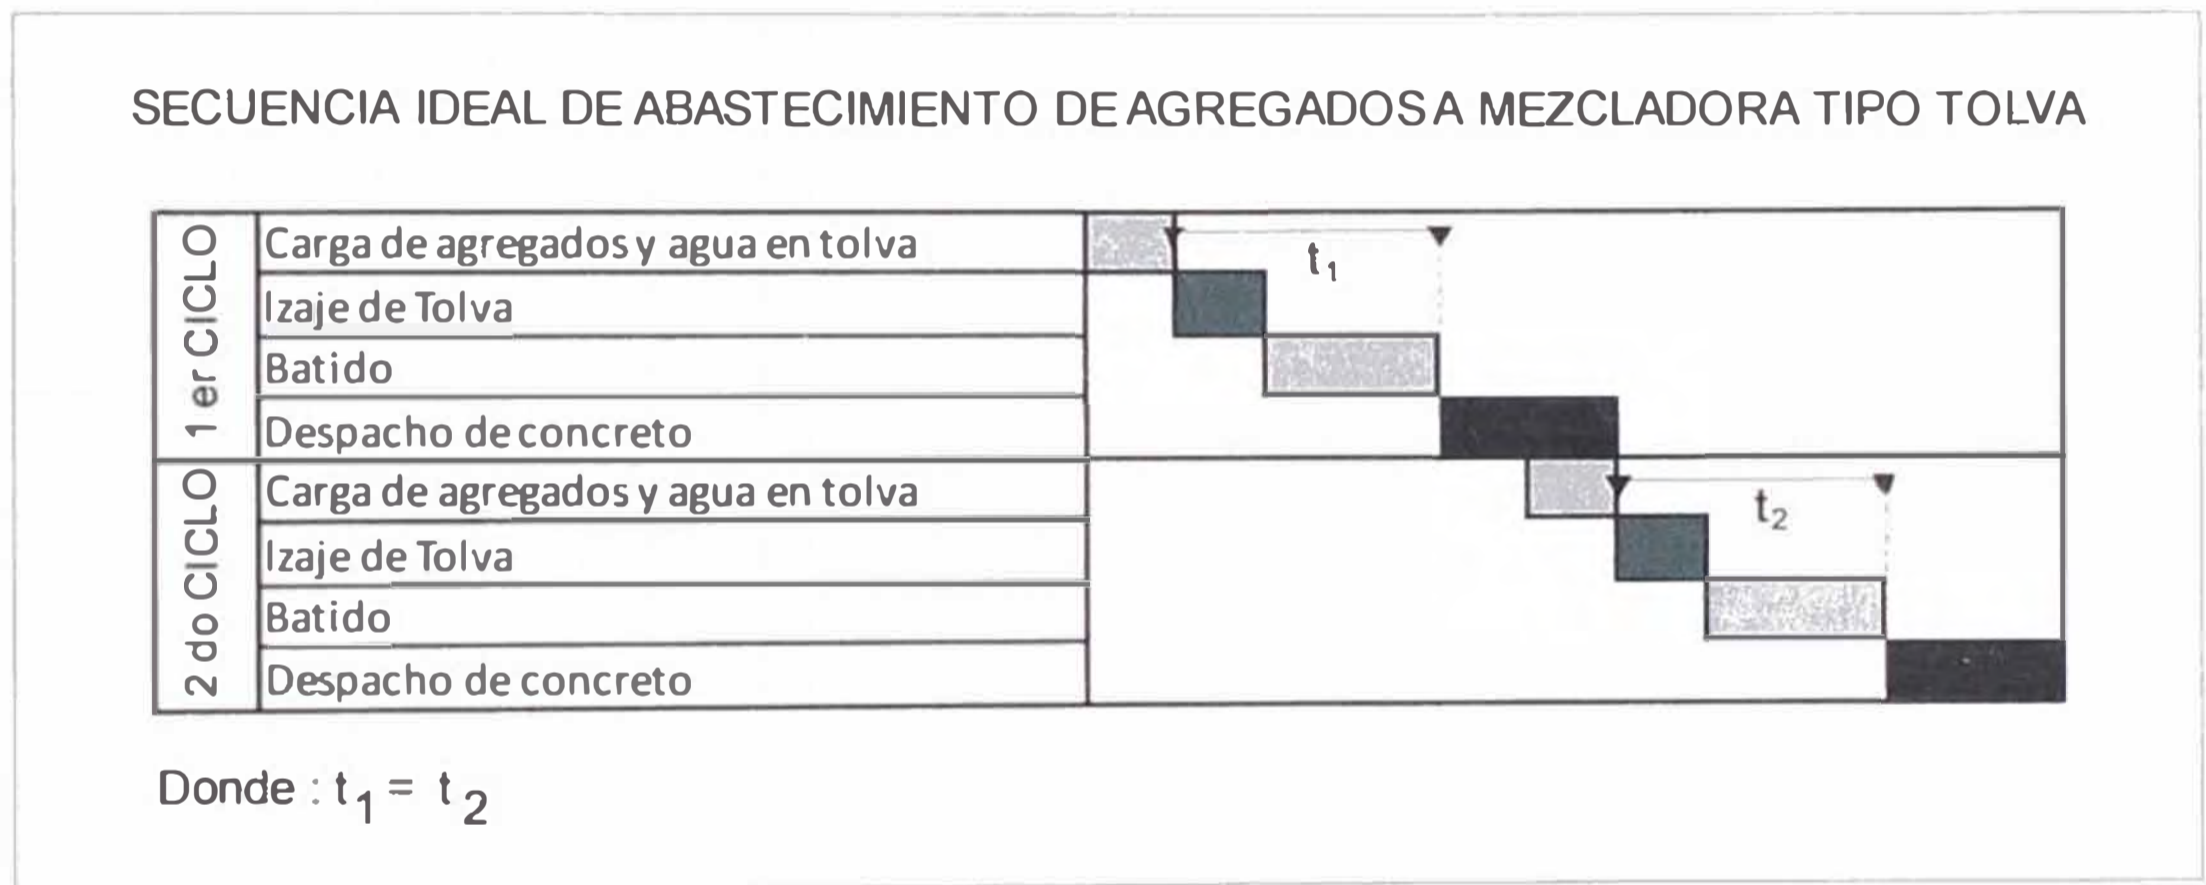 SECUENCIA IDEAL DE ABASTECIMIENTO DE AGREGADOS A MEZCLADORA TIPO TOLVA
1 er CICLO
Carga de agregados y agua en tolva
t1
Izaje de Tolva
Batido
Despacho de concreto
2 do CICLO
Carga de agregados y agua en tolva
t2
Izaje de Tolva
Batido
Despacho de concreto
Donde : t1 = t2